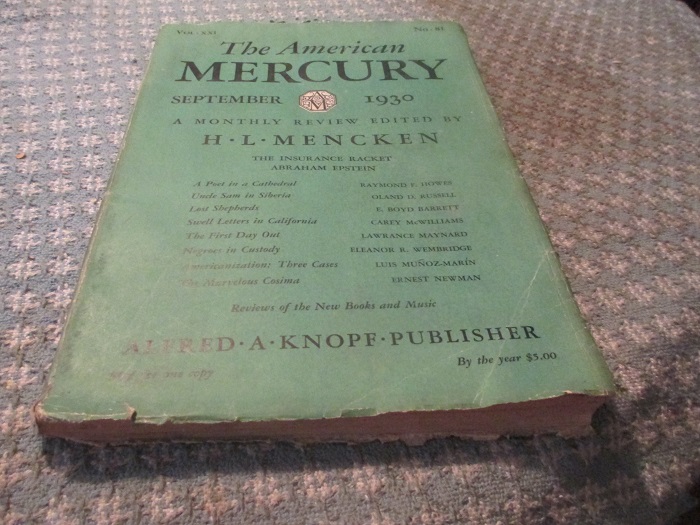 Vol. XXI No. 81
The American
MERCURY
SEPTEMBER AM 1930
A MONTHLY REVIEW EDITED BY
H·L·MENCKEN
THE INSURANCE RACKET
ABRAHAM EPSTEIN
A Poet in a Cathedral RAYMOND F. HOWES
Uncle Sam in Siberia OLAND D. RUSSELL
Lost Shepherds E. BOYD BARRETT
Swell Letters in California CAREY McWILLIAMS
The First Day Out LAWRANCE MAYNARD
Negroes in Custody ELEANOR R. WEMBRIDGE
Americanization: Three Cases LUIS MUÑOZ-MARÍN
The Marvelous Cosima ERNEST NEWMAN
Reviews of the New Books and Music
ALFRED·A·KNOPF·PUBLISHER
copy By the year $5.00